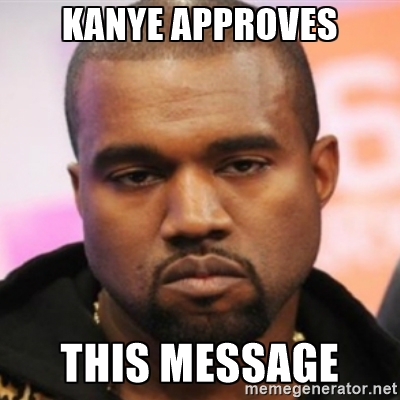 KANYE APPROVES
THIS MESSAGE
memegenerator.net